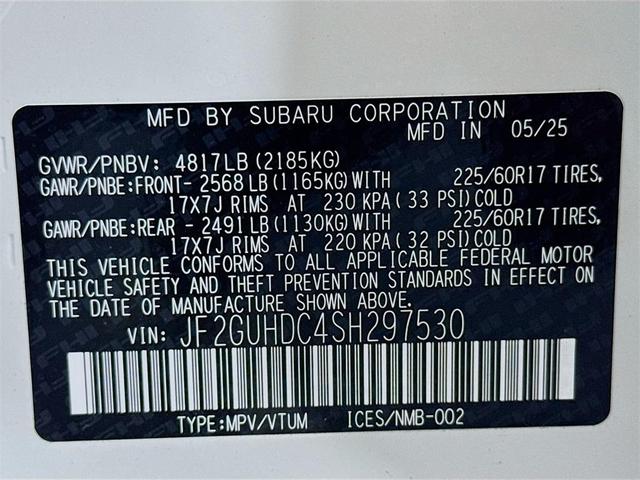 MFD BY SUBARU CORPORATION
MFD IN 05/25
GVWR/PNBV: 4817LB (2185KG)
GAWR/PNBE:FRONT- 2568 LB (1165KG) WITH 225/60R17 TIRES,
17X7J RIMS AT 230 KPA ( 33 PSI) COLD
GAWR/PNBE:REAR - 2491 LB (1130KG) WITH 225/60R17 TIRES,
17X7J RIMS AT 220 KPA ( 32 PSI) COLD
THIS VEHICLE CONFORMS TO ALL APPLICABLE FEDERAL MOTOR
VEHICLE SAFETY AND THEFT PREVENTION STANDARDS IN EFFECT ON
THE DATE OF MANUFACTURE SHOWN ABOVE.
VIN: JF2GUHDC4SH297530
TYPE:MPV/VTUM ICES/NMB-002